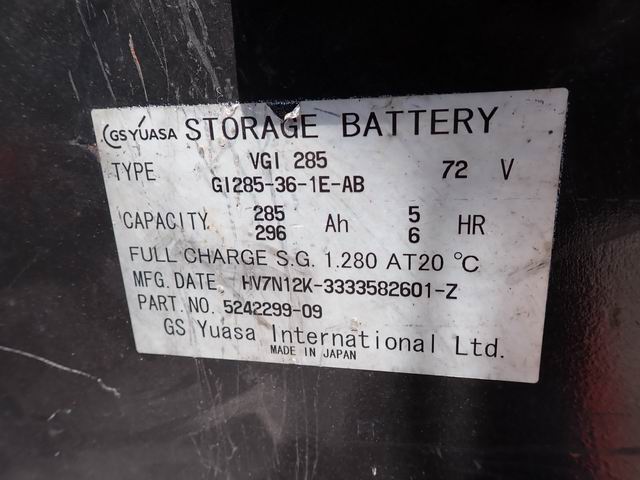 GS YUASA STORAGE BATTERY
TYPE VGI 285 72 V
GI285-36-1E-AB
CAPACITY 285 Ah 5 HR
296 6
FULL CHARGE S.G. 1.280 AT20 ℃
MFG. DATE HV7N12K-3333582601-Z
PART. NO. 5242299-09
GS Yuasa International Ltd.
MADE IN JAPAN